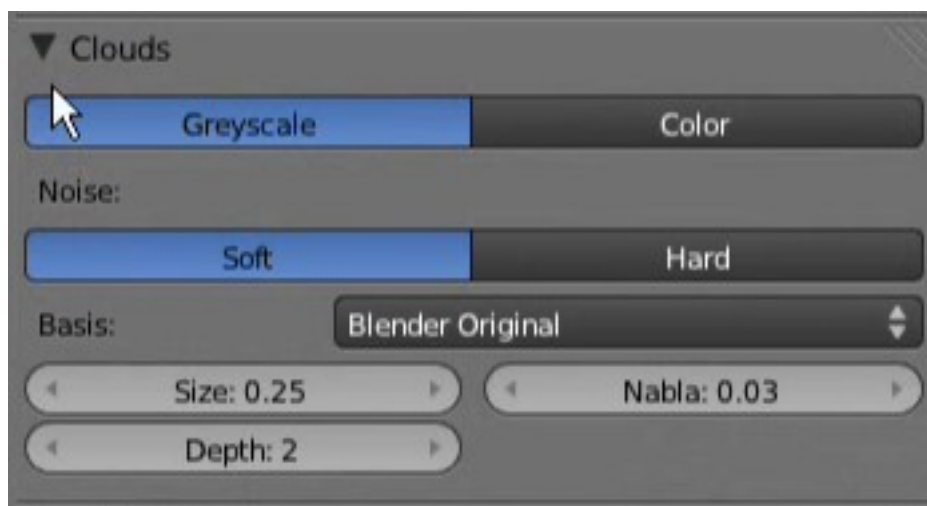 Clouds
Greyscale Color
Noise:
Soft Hard
Basis: Blender Original
Size: 0.25 Nabla: 0.03
Depth: 2